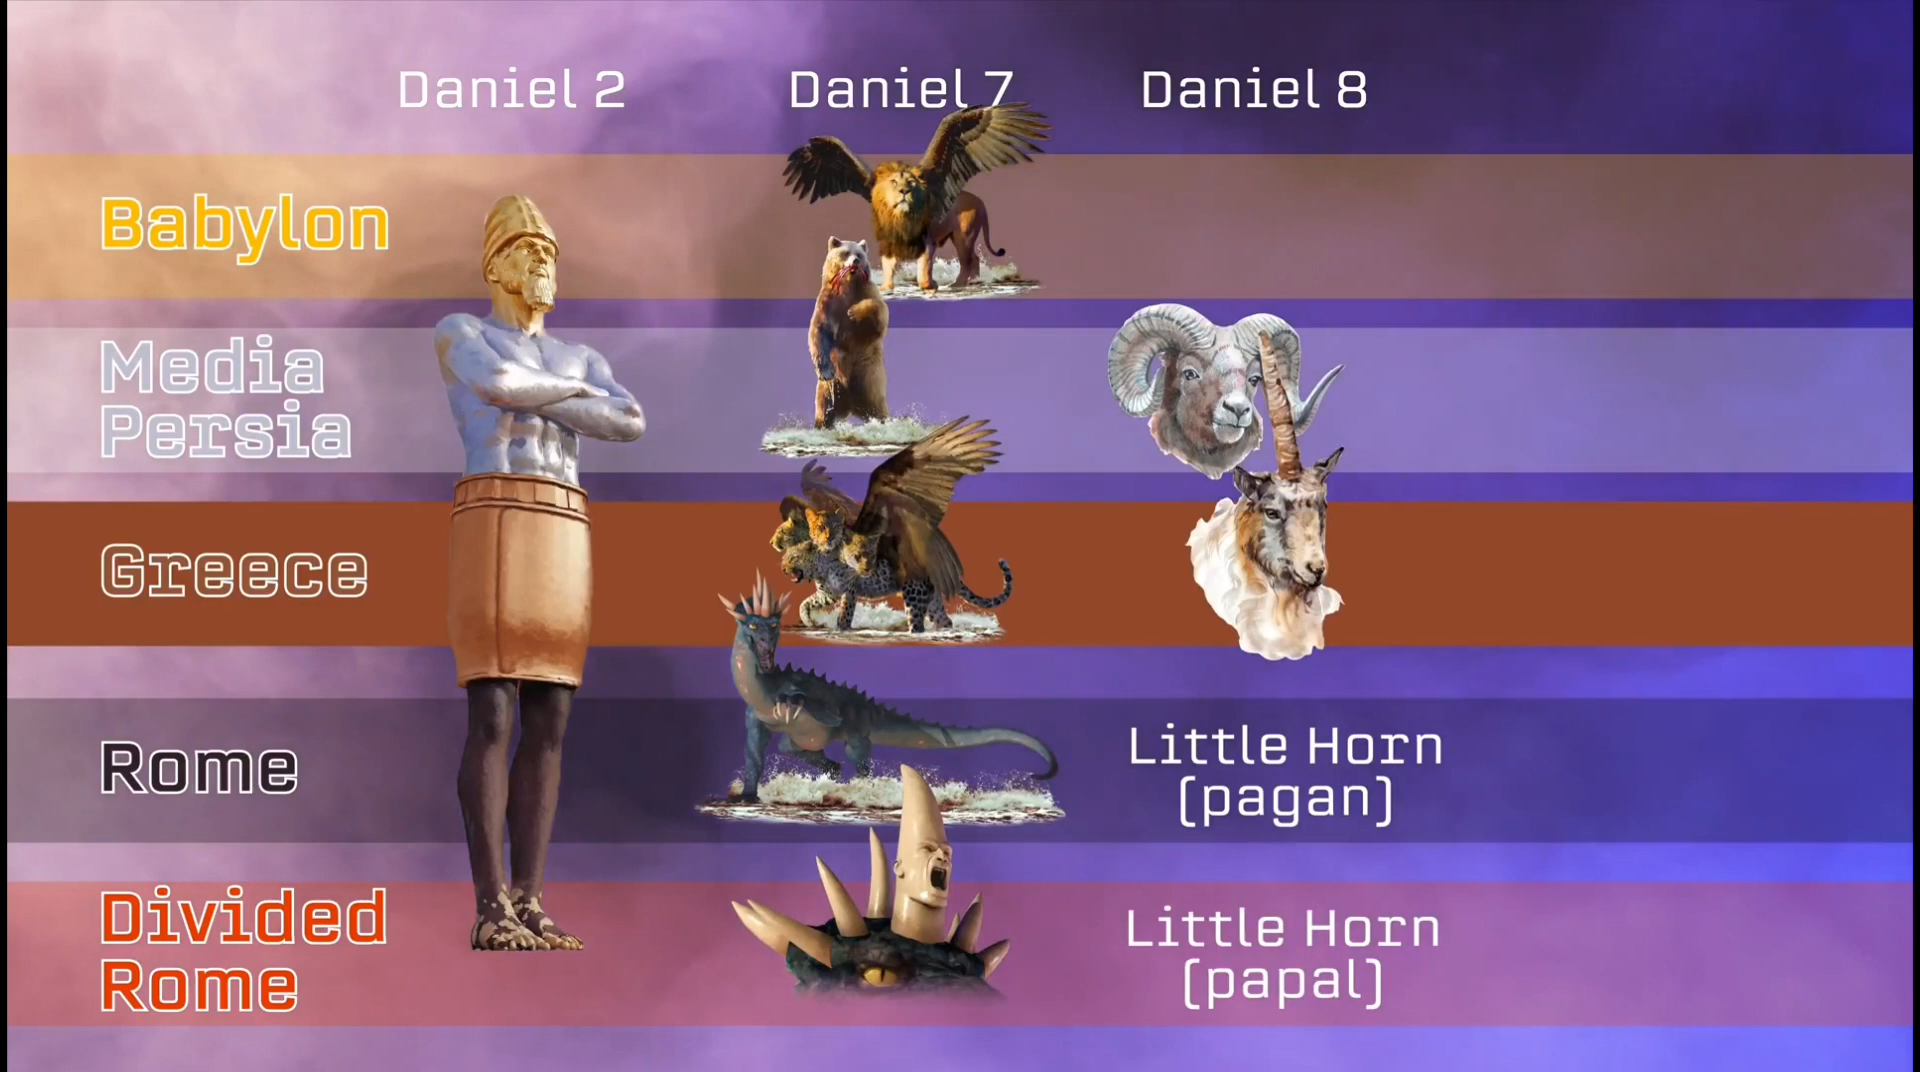 Daniel 2
Daniel 7
Daniel 8
Babylon
Media
Persia
Greece
Rome
Little Horn
(pagan)
Divided
Rome
Little Horn
(papal)